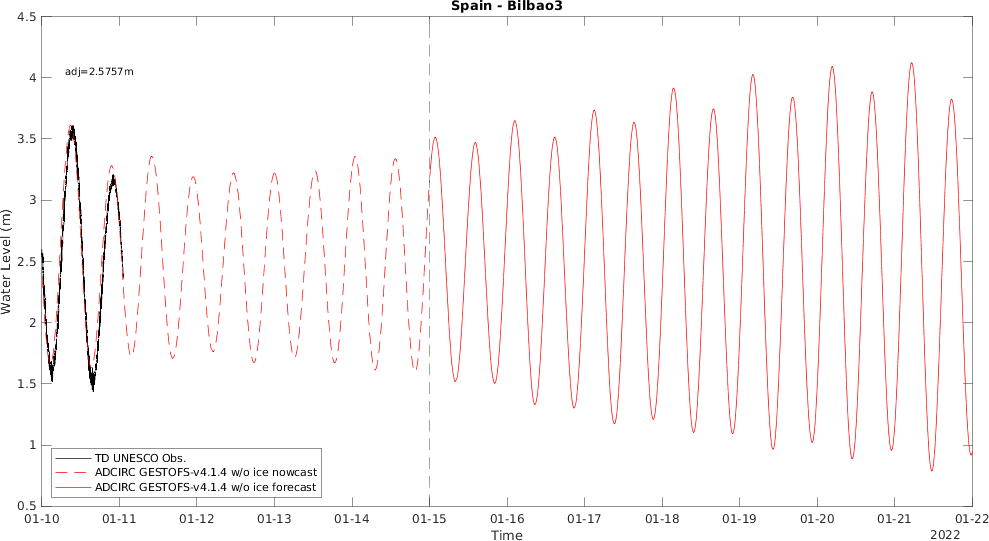 Spain - Bilbao3
4.5
4
3.5
3
2.5
2
1.5
1
0.5
Water Level (m)
adj=2.5757m
TD UNESCO Obs.
ADCIRC GESTOFS-v4.1.4 w/o ice nowcast
ADCIRC GESTOFS-v4.1.4 w/o ice forecast
01-10 01-11 01-12 01-13 01-14 01-15 01-16 01-17 01-18 01-19 01-20 01-21 01-22
Time
2022